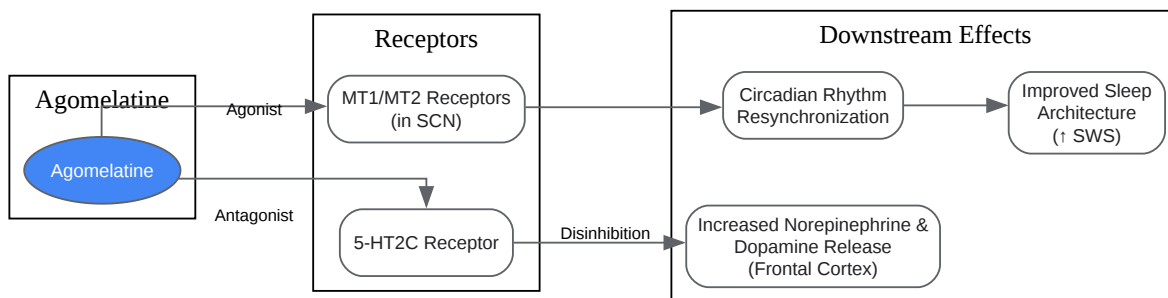 Agomelatine
Agomelatine
Agonist
Antagonist
Receptors
MT1/MT2 Receptors
(in SCN)
5-HT2C Receptor
Disinhibition
Downstream Effects
Circadian Rhythm
Resynchronization
Improved Sleep
Architecture
(↑ SWS)
Increased Norepinephrine &
Dopamine Release
(Frontal Cortex)